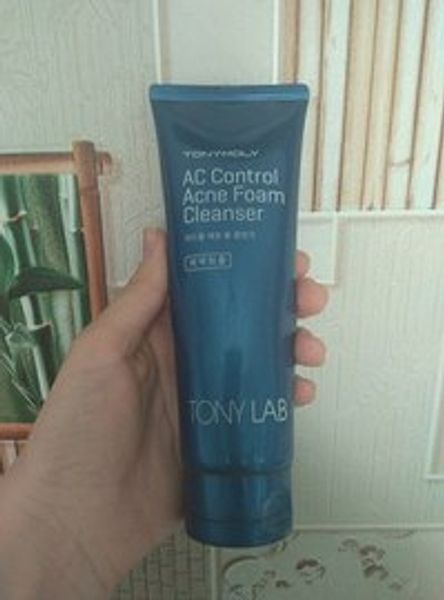 TONYMOLY
AC Control
Acne Foam
Cleanser
TONY LAB